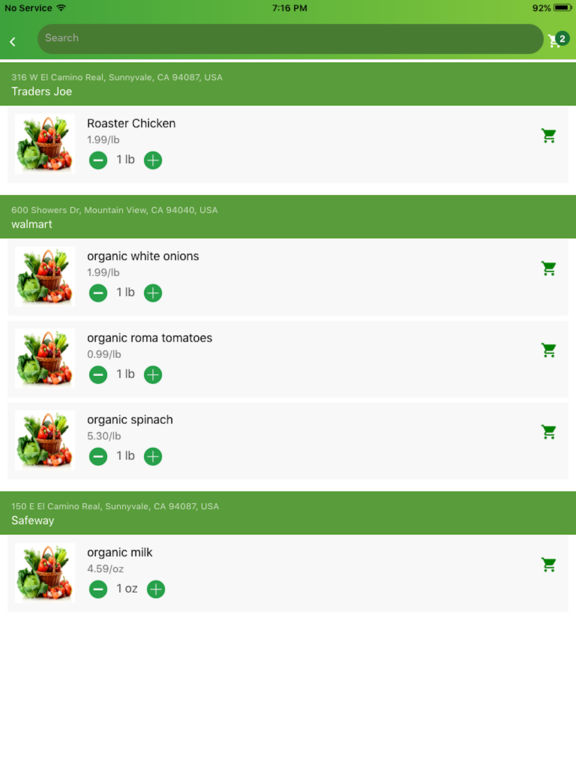 No Service 7:16 PM 92%
Search 2
316 W El Camino Real, Sunnyvale, CA 94087, USA
Traders Joe
Roaster Chicken
1.99/lb
1 lb
600 Showers Dr, Mountain View, CA 94040, USA
walmart
organic white onions
1.99/lb
1 lb
organic roma tomatoes
0.99/lb
1 lb
organic spinach
5.30/lb
1 lb
150 E El Camino Real, Sunnyvale, CA 94087, USA
Safeway
organic milk
4.59/oz
1 oz